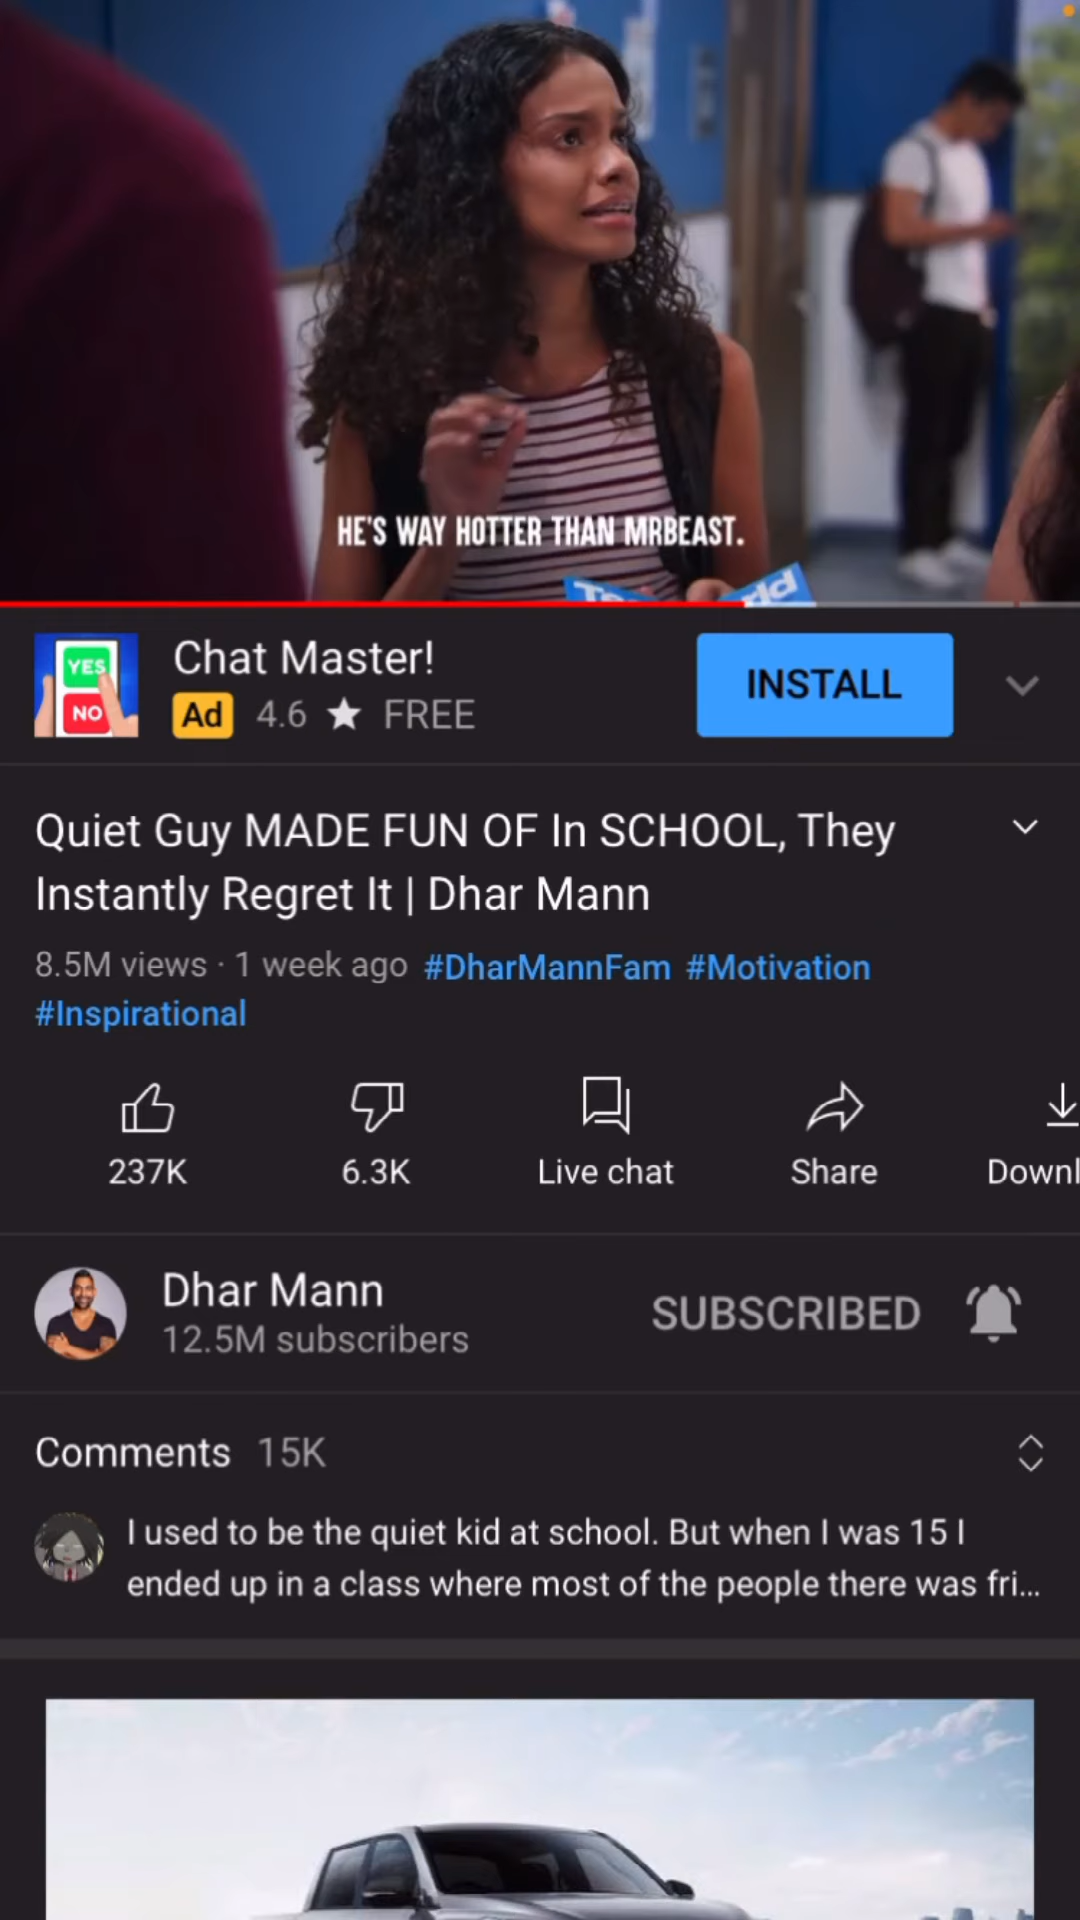 HE'S WAY HOTTER THAN MRBEAST.
YES
NO
Chat Master!
Ad 4.6 ★ FREE
INSTALL
Quiet Guy MADE FUN OF In SCHOOL, They
Instantly Regret It | Dhar Mann
8.5M views · 1 week ago #DharMannFam #Motivation
#Inspirational
237K
6.3K
Live chat
Share
Downl
Dhar Mann
12.5M subscribers
SUBSCRIBED
Comments 15K
I used to be the quiet kid at school. But when I was 15 I
ended up in a class where most of the people there was fri...